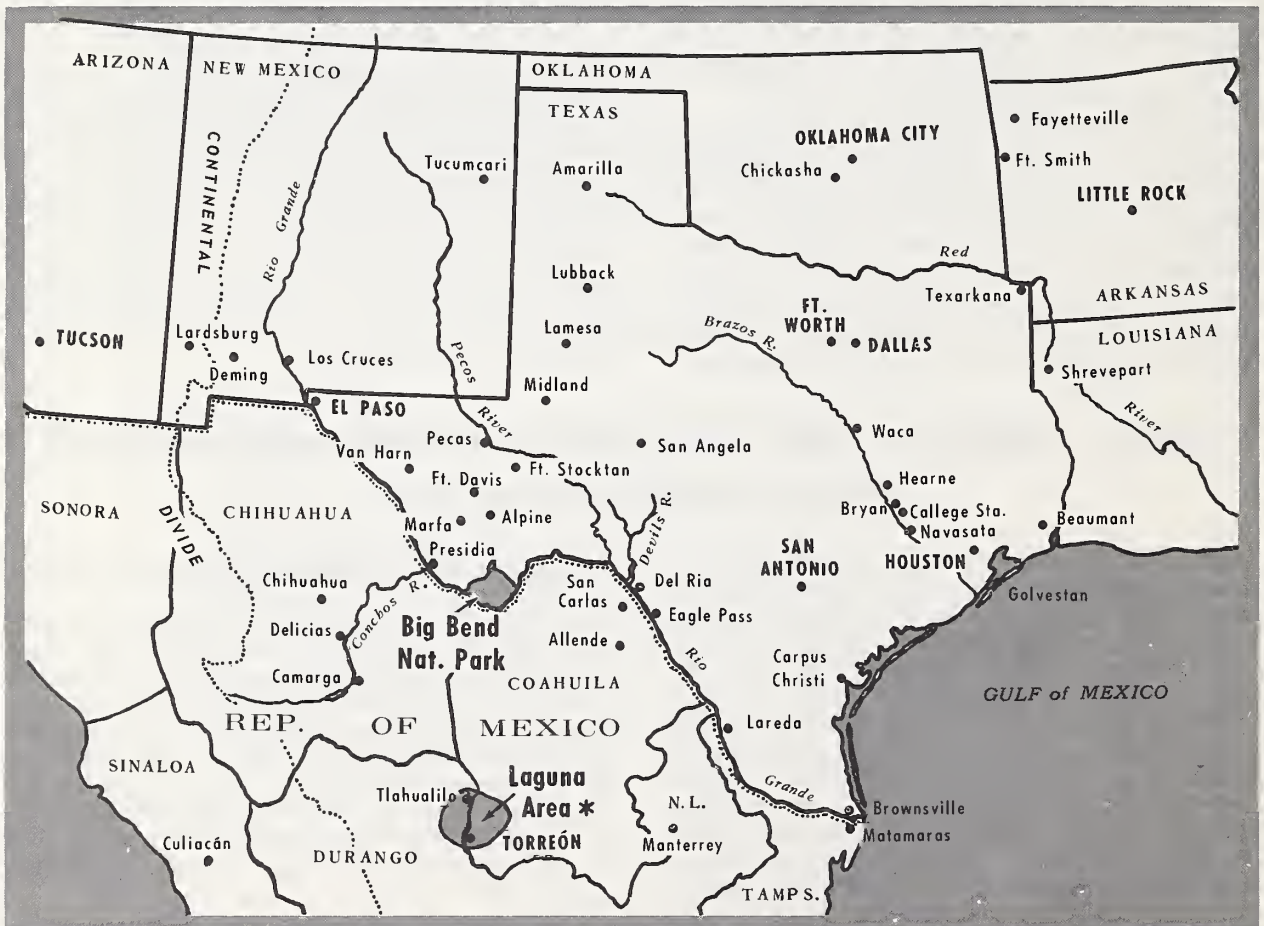 ARIZONA
NEW MEXICO
OKLAHOMA
TEXAS
CONTINENTAL
Rio Grande
Tucumcari
Amarilla
OKLAHOMA CITY
Chickasha
Fayetteville
Ft. Smith
LITTLE ROCK
Red
Lubback
Texarkana
ARKANSAS
LOUISIANA
FT.
WORTH
DALLAS
Brazos R.
Lamesa
TUCSON
Lardsburg
Deming
Los Cruces
Pecos
River
Midland
Shrevepart
River
EL PASO
Pecas
San Angela
Waca
Van Harn
Ft. Davis
Ft. Stocktan
Hearne
Bryan
Callege Sta.
Navasata
Beaumant
SONORA
DIVIDE
CHIHUAHUA
Marfa
Alpine
Devils R.
Presidia
SAN
ANTONIO
HOUSTON
Golvestan
Chihuahua
San
Carlas
Del Ria
Eagle Pass
Delicias
Conchos R.
Big Bend
Nat. Park
Allende
Rio
Carpus
Christi
Camarga
COAHUILA
GULF of MEXICO
REP. OF MEXICO
Lareda
SINALOA
Laguna
Area *
Tlahualilo
Grande
N.L.
Brownsville
Matamaras
Culiacán
DURANGO
TORREÓN
Manterrey
TAMPS.